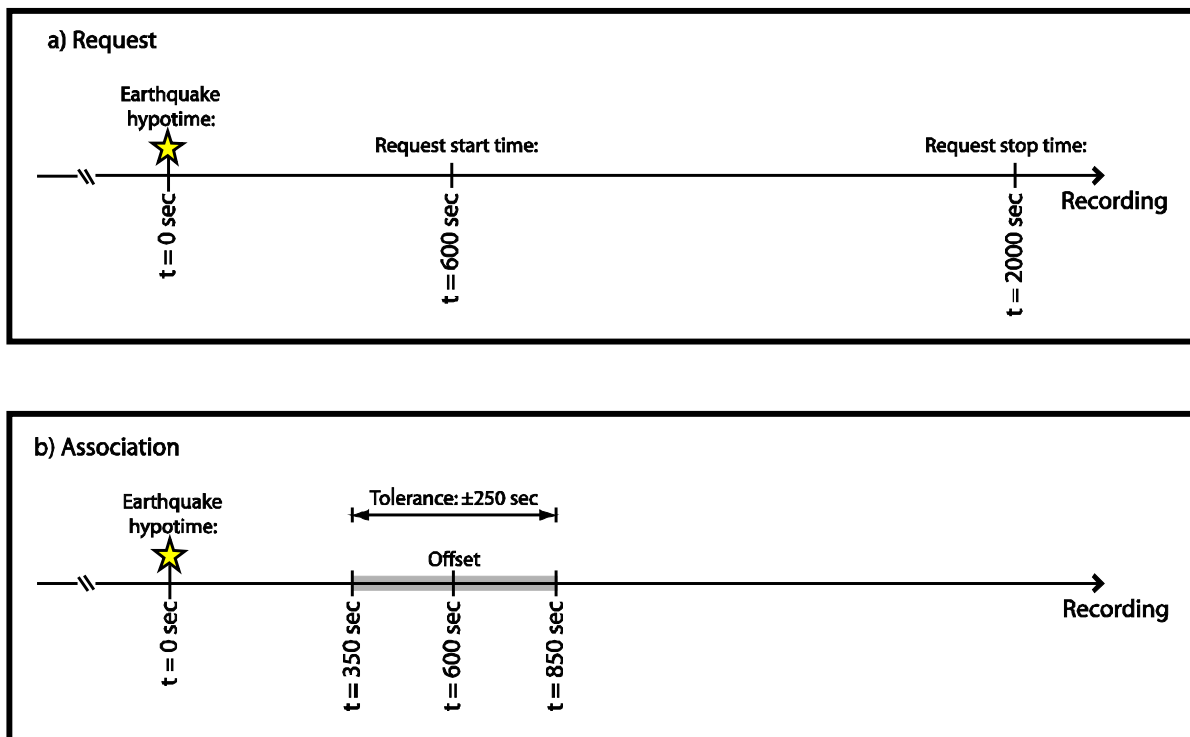 a) Request
Earthquake
hypotime:
Request start time:
Request stop time:
Recording
t = 0 sec
t = 600 sec
t = 2000 sec
b) Association
Earthquake
hypotime:
Tolerance: ±250 sec
Offset
Recording
t = 0 sec
t = 350 sec
t = 600 sec
t = 850 sec